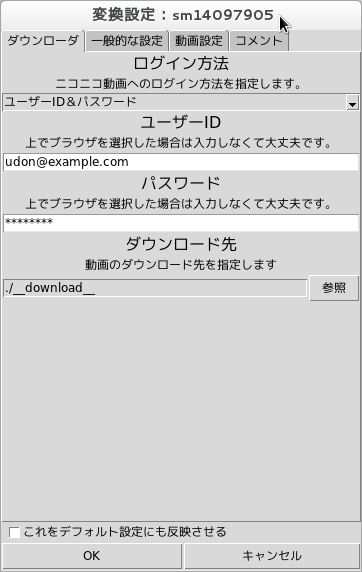 変換設定 : sm14097905
ダウンローダ 一般的な設定 動画設定 コメント
ログイン方法
ニコニコ動画へのログイン方法を指定します。
ユーザーID＆パスワード
ユーザーID
上でブラウザを選択した場合は入力しなくて大丈夫です。
udon@example.com
パスワード
上でブラウザを選択した場合は入力しなくて大丈夫です。
********
ダウンロード先
動画のダウンロード先を指定します
./__download__ 参照
これをデフォルト設定にも反映させる
OK キャンセル